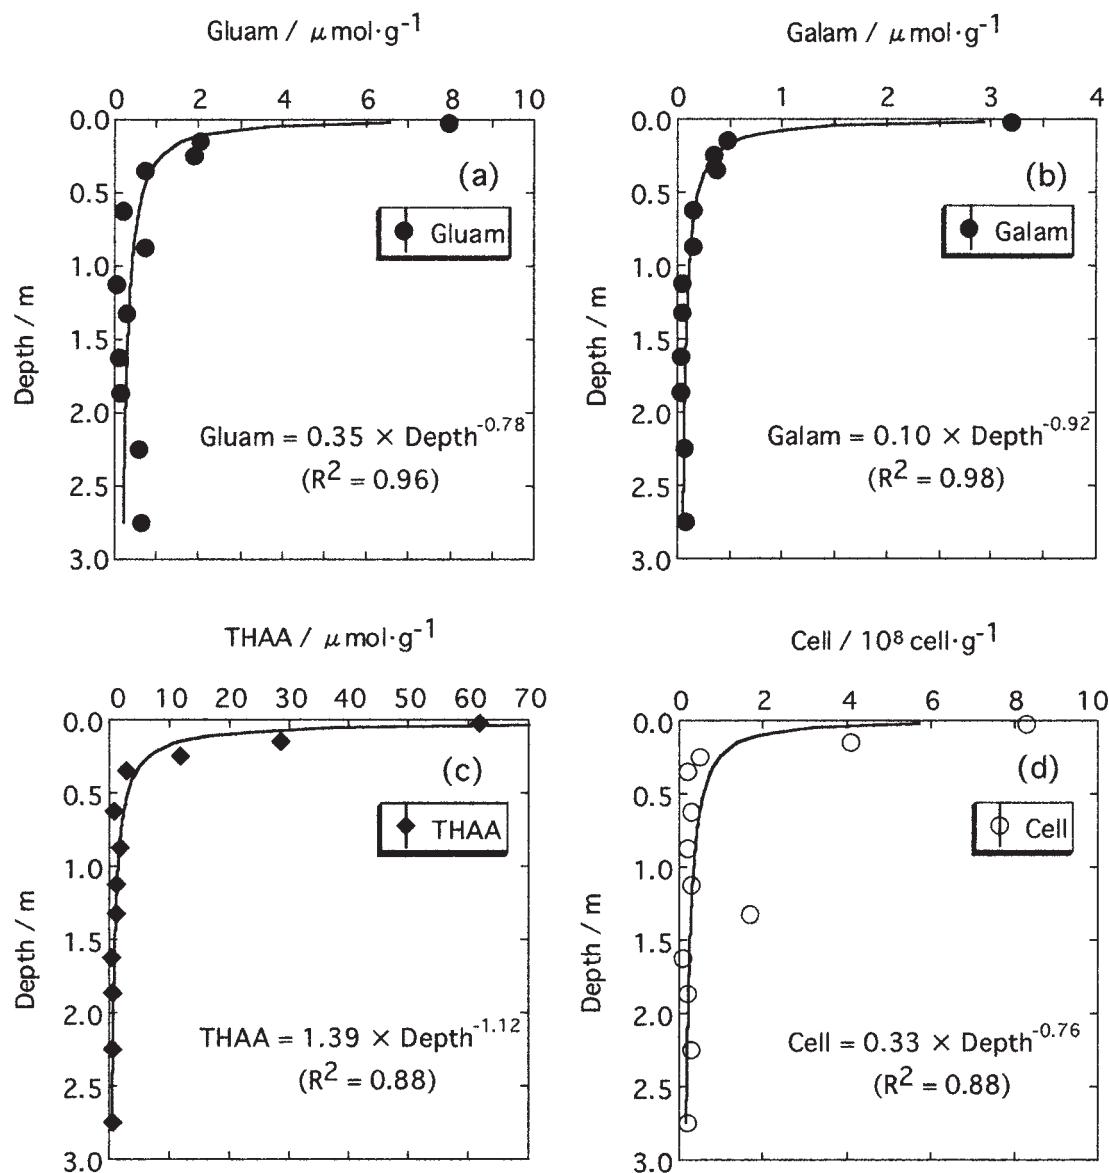 Gluam / μmol·g-1
0 2 4 6 8 10
0.0
0.5
1.0
1.5
2.0
2.5
3.0
Depth / m
(a)
Gluam
Gluam = 0.35 × Depth-0.78
(R2 = 0.96)
Galam / μmol·g-1
0 1 2 3 4
0.0
0.5
1.0
1.5
2.0
2.5
3.0
Depth / m
(b)
Galam
Galam = 0.10 × Depth-0.92
(R2 = 0.98)
THAA / μmol·g-1
0 10 20 30 40 50 60 70
0.0
0.5
1.0
1.5
2.0
2.5
3.0
Depth / m
(c)
THAA
THAA = 1.39 × Depth-1.12
(R2 = 0.88)
Cell / 108 cell·g-1
0 2 4 6 8 10
0.0
0.5
1.0
1.5
2.0
2.5
3.0
Depth / m
(d)
Cell
Cell = 0.33 × Depth-0.76
(R2 = 0.88)